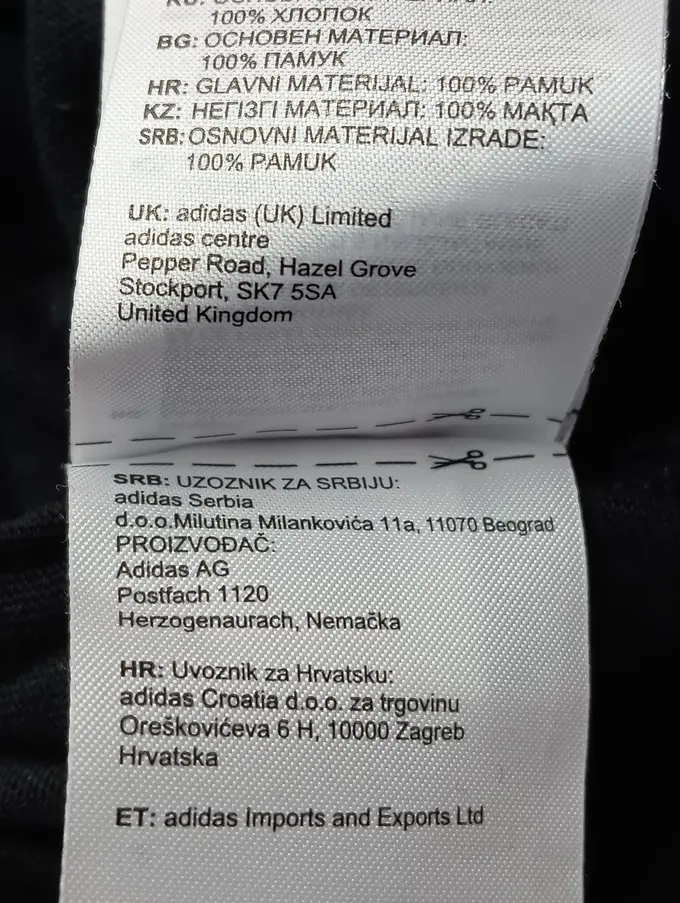 100% ХЛОПОК
BG: ОСНОВЕН МАТЕРИАЛ:
100% ПАМУК
HR: GLAVNI MATERIJAL: 100% PAMUK
KZ: НЕГІЗГІ МАТЕРИАЛ: 100% МАҚТА
SRB: OSNOVNI MATERIJAL IZRADE:
100% PAMUK
UK: adidas (UK) Limited
adidas centre
Pepper Road, Hazel Grove
Stockport, SK7 5SA
United Kingdom
SRB: UZOZNIK ZA SRBIJU:
adidas Serbia
d.o.o.Milutina Milankovića 11a, 11070 Beograd
PROIZVOĐAČ:
Adidas AG
Postfach 1120
Herzogenaurach, Nemačka
HR: Uvoznik za Hrvatsku:
adidas Croatia d.o.o. za trgovinu
Oreškovićeva 6 H, 10000 Zagreb
Hrvatska
ET: adidas Imports and Exports Ltd